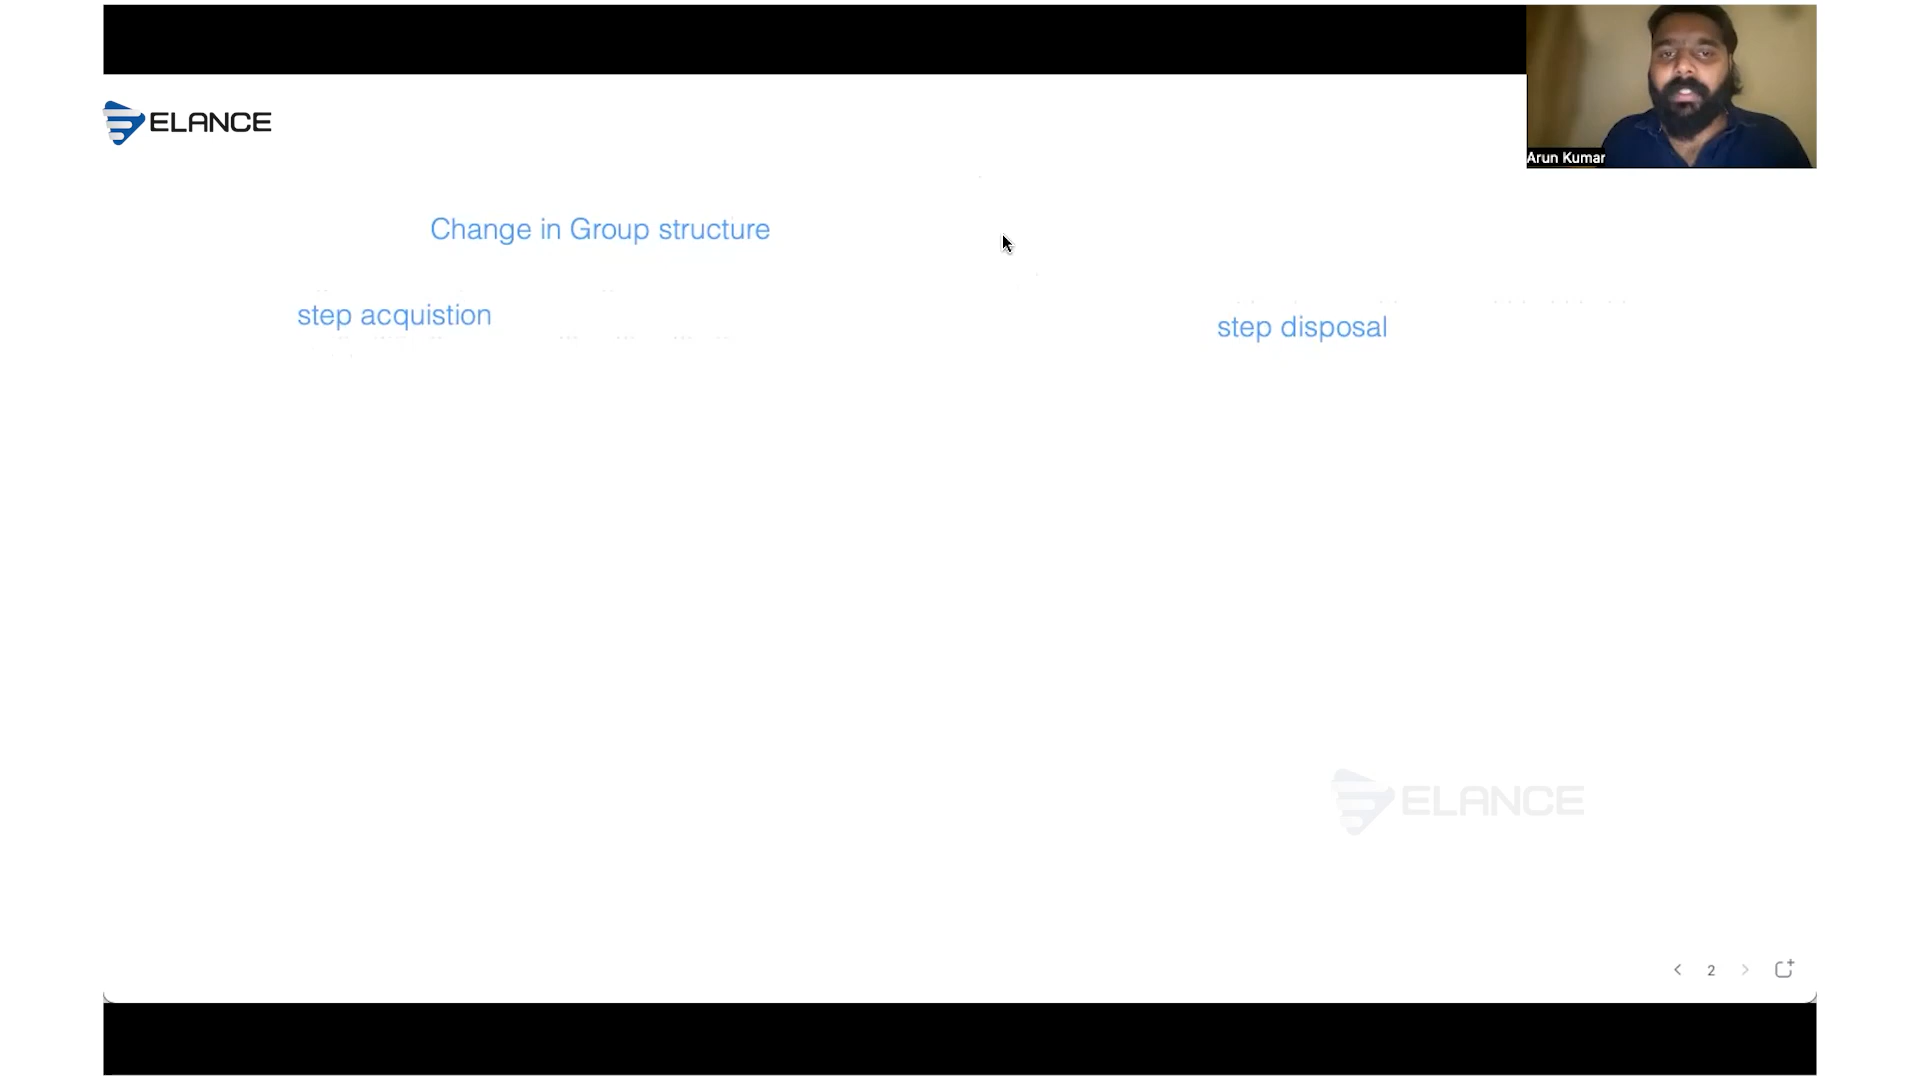 ELANCE
Arun Kumar
Change in Group structure
step acquistion
step disposal
ELANCE
2